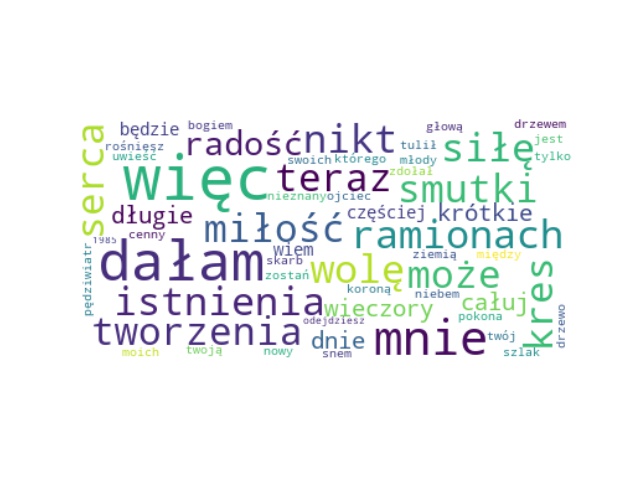 będzie bogiem głową drzewem
serca rośniesz radość nikt tulił siłę jest
uwieść swoich którego młody tylko
więc teraz zdołał
nieznany ojciec smutki
długie miłość częściej krótkie
cenny ramionach
1985 dałam wiem ziemią między
pędziwiatr skarb wolę może kres
zostań
istnienia koroną niebem całuj
wieczory
tworzenia odejdziesz pokona drzewo
dnie mnie twój
moich twoją nowy snem szlak